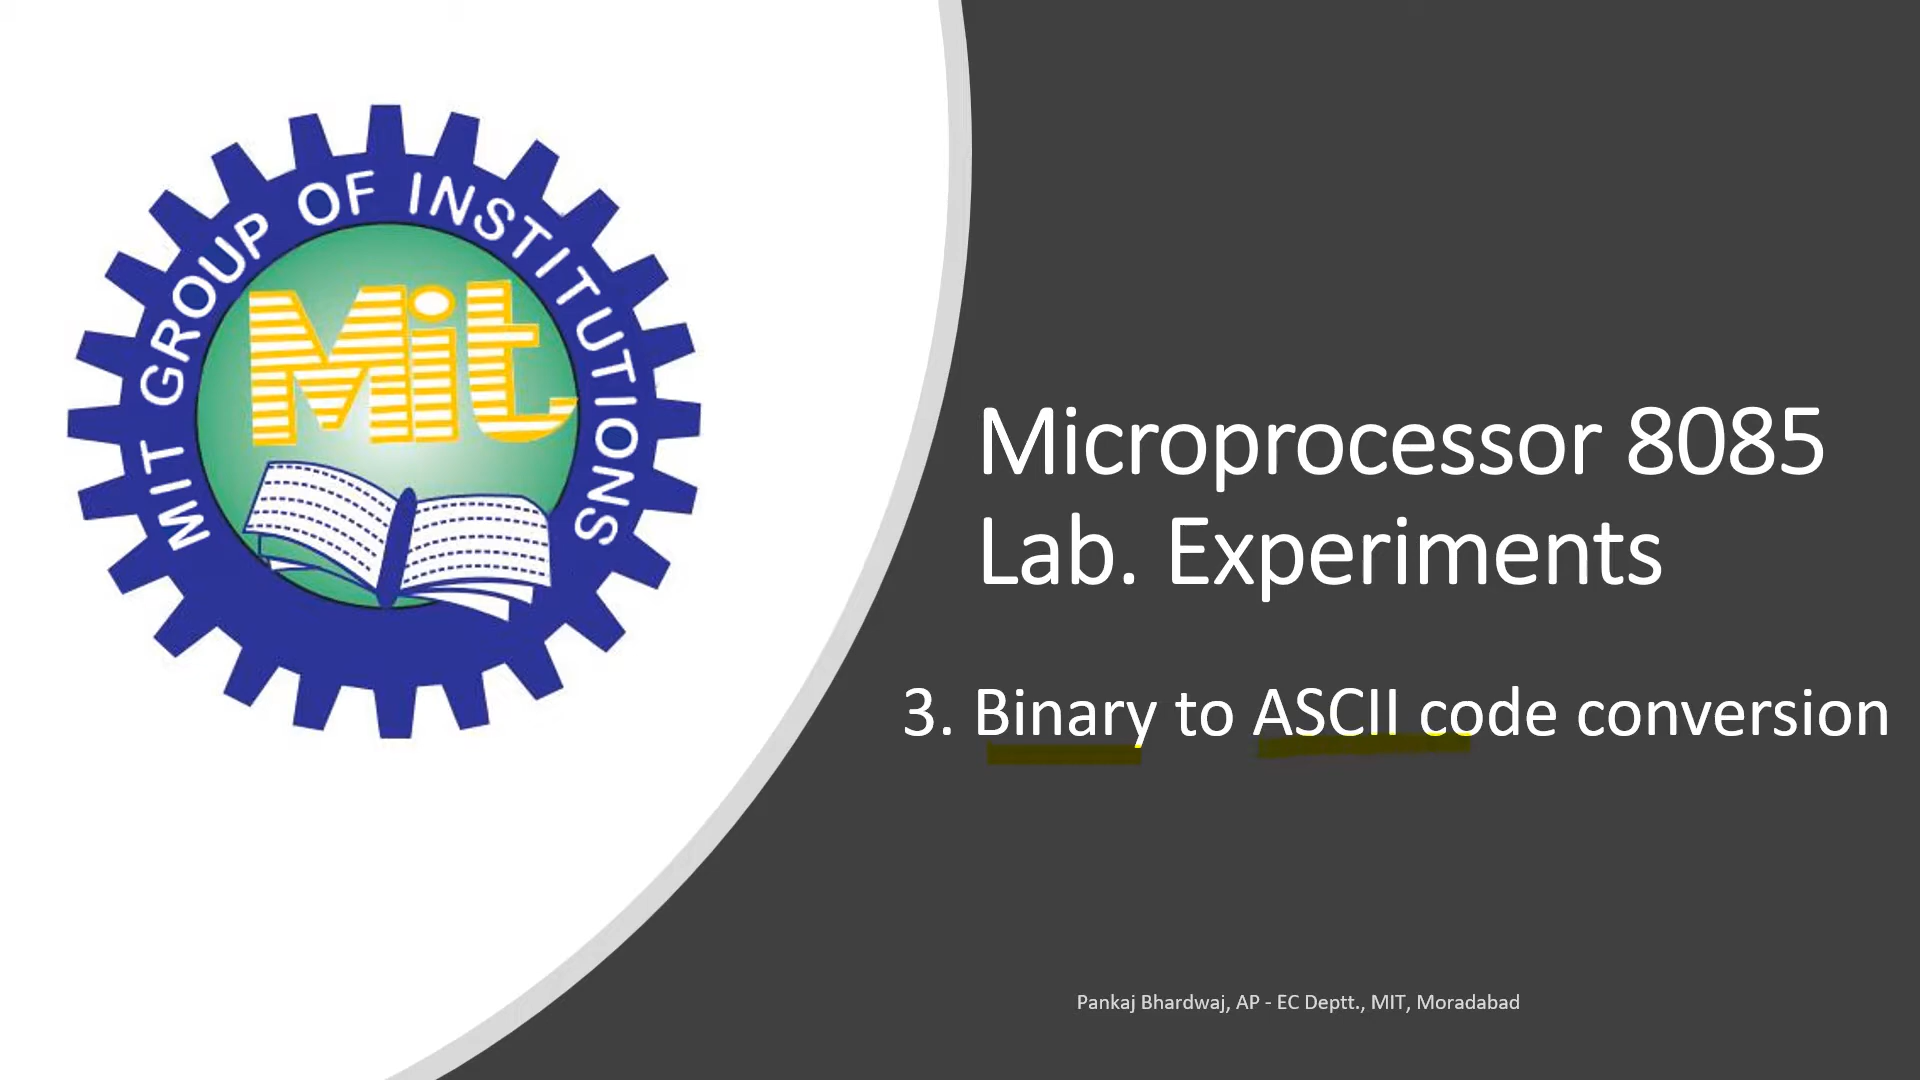 MIT GROUP OF INSTITUTIONS
Mit
Microprocessor 8085
Lab. Experiments
3. Binary to ASCII code conversion
Pankaj Bhardwaj, AP - EC Deptt., MIT, Moradabad